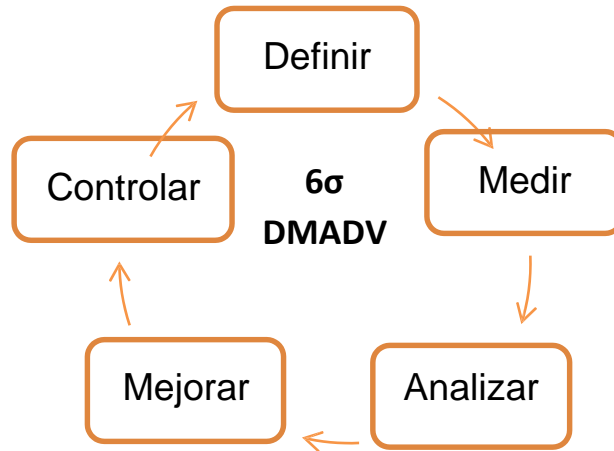 Definir
Controlar
6σ
DMADV
Medir
Mejorar
Analizar